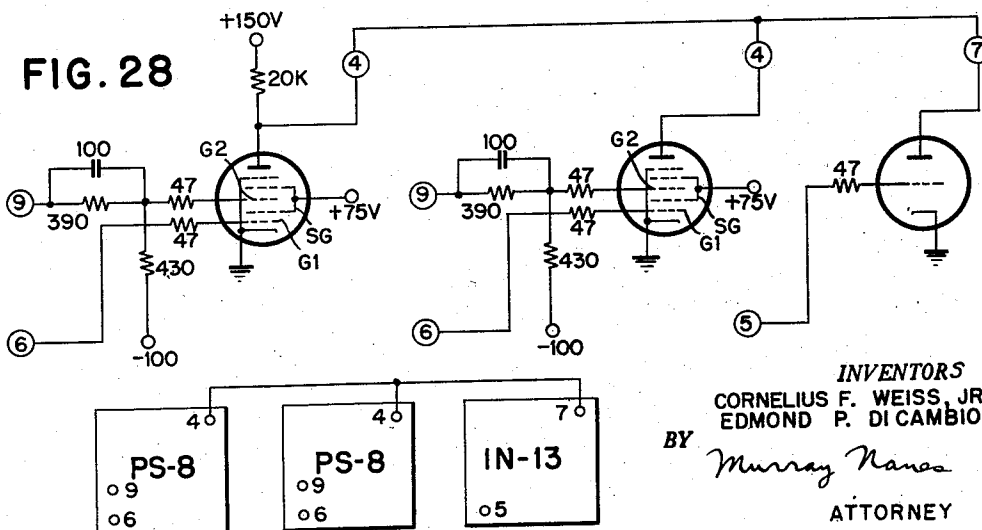 FIG. 28
+150V
20K
4
4
7
100
G2
47
9
390
47
+75V
SG
G1
430
6
-100
100
G2
47
9
390
47
+75V
SG
G1
430
6
-100
47
5
4
PS-8
9
6
4
PS-8
9
6
7
IN-13
5
INVENTORS
CORNELIUS F. WEISS, JR
EDMOND P. DI CAMBIO
BY
Murray Nanes
ATTORNEY